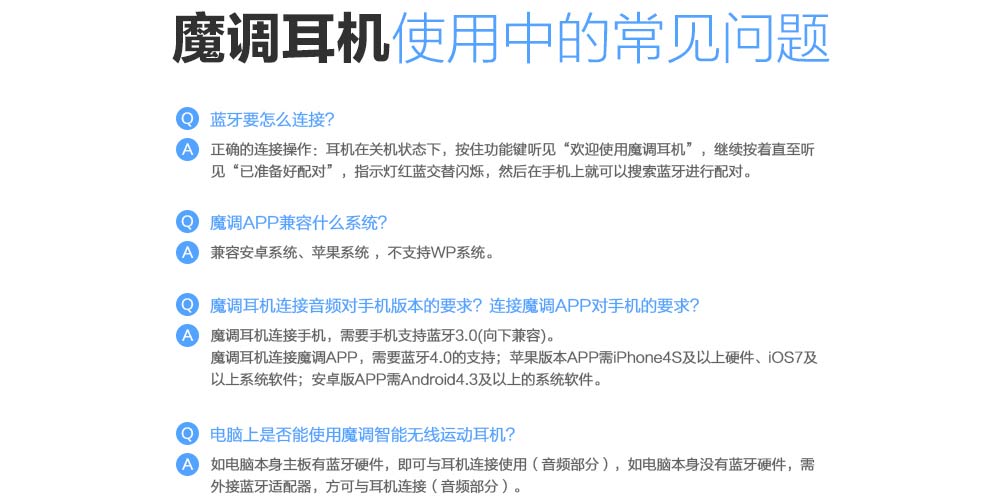 魔调耳机使用中的常见问题
Q 蓝牙要怎么连接？
A 正确的连接操作：耳机在关机状态下，按住功能键听见“欢迎使用魔调耳机”，继续按着直至听
见“已准备好配对”，指示灯红蓝交替闪烁，然后在手机上就可以搜索蓝牙进行配对。
Q 魔调APP兼容什么系统？
A 兼容安卓系统、苹果系统 ，不支持WP系统。
Q 魔调耳机连接音频对手机版本的要求？连接魔调APP对手机的要求？
A 魔调耳机连接手机，需要手机支持蓝牙3.0(向下兼容)。
魔调耳机连接魔调APP，需要蓝牙4.0的支持；苹果版本APP需iPhone4S及以上硬件、iOS7及
以上系统软件；安卓版APP需Android4.3及以上的系统软件。
Q 电脑上是否能使用魔调智能无线运动耳机？
A 如电脑本身主板有蓝牙硬件，即可与耳机连接使用（音频部分），如电脑本身没有蓝牙硬件，需
外接蓝牙适配器，方可与耳机连接（音频部分）。